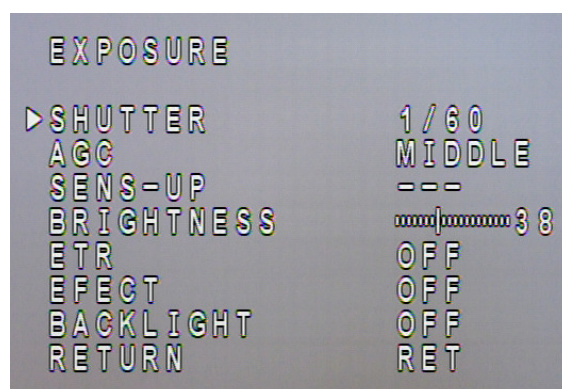 EXPOSURE
SHUTTER 1/60
AGC MIDDLE
SENS-UP ---
BRIGHTNESS 38
ETR OFF
EFECT OFF
BACKLIGHT OFF
RETURN RET